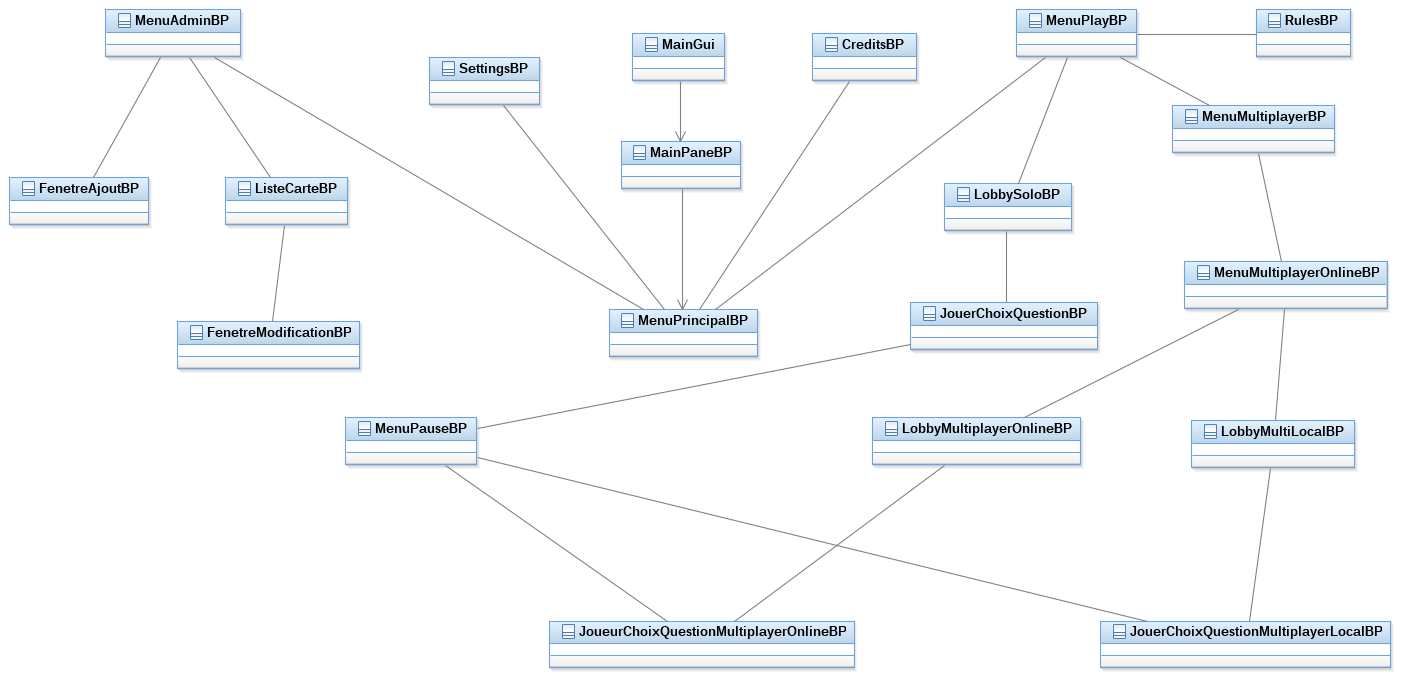 MenuAdminBP
MenuPlayBP
RulesBP
MainGui
CreditsBP
SettingsBP
MenuMultiplayerBP
MainPaneBP
FenetreAjoutBP
ListeCarteBP
LobbySoloBP
MenuMultiplayerOnlineBP
JouerChoixQuestionBP
MenuPrincipalBP
FenetreModificationBP
MenuPauseBP
LobbyMultiplayerOnlineBP
LobbyMultiLocalBP
JoueurChoixQuestionMultiplayerOnlineBP
JouerChoixQuestionMultiplayerLocalBP